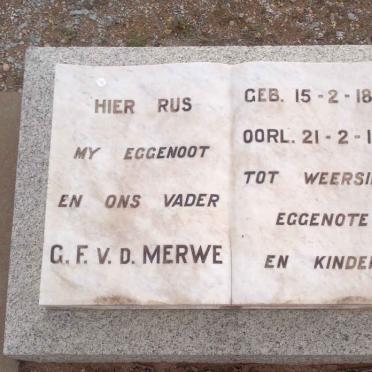 HIER RUS
MY EGGENOOT
EN ONS VADER
G. F. V. D. MERWE
GEB. 15-2-18
OORL. 21-2-1
TOT WEERSI
EGGENOTE
EN KINDER